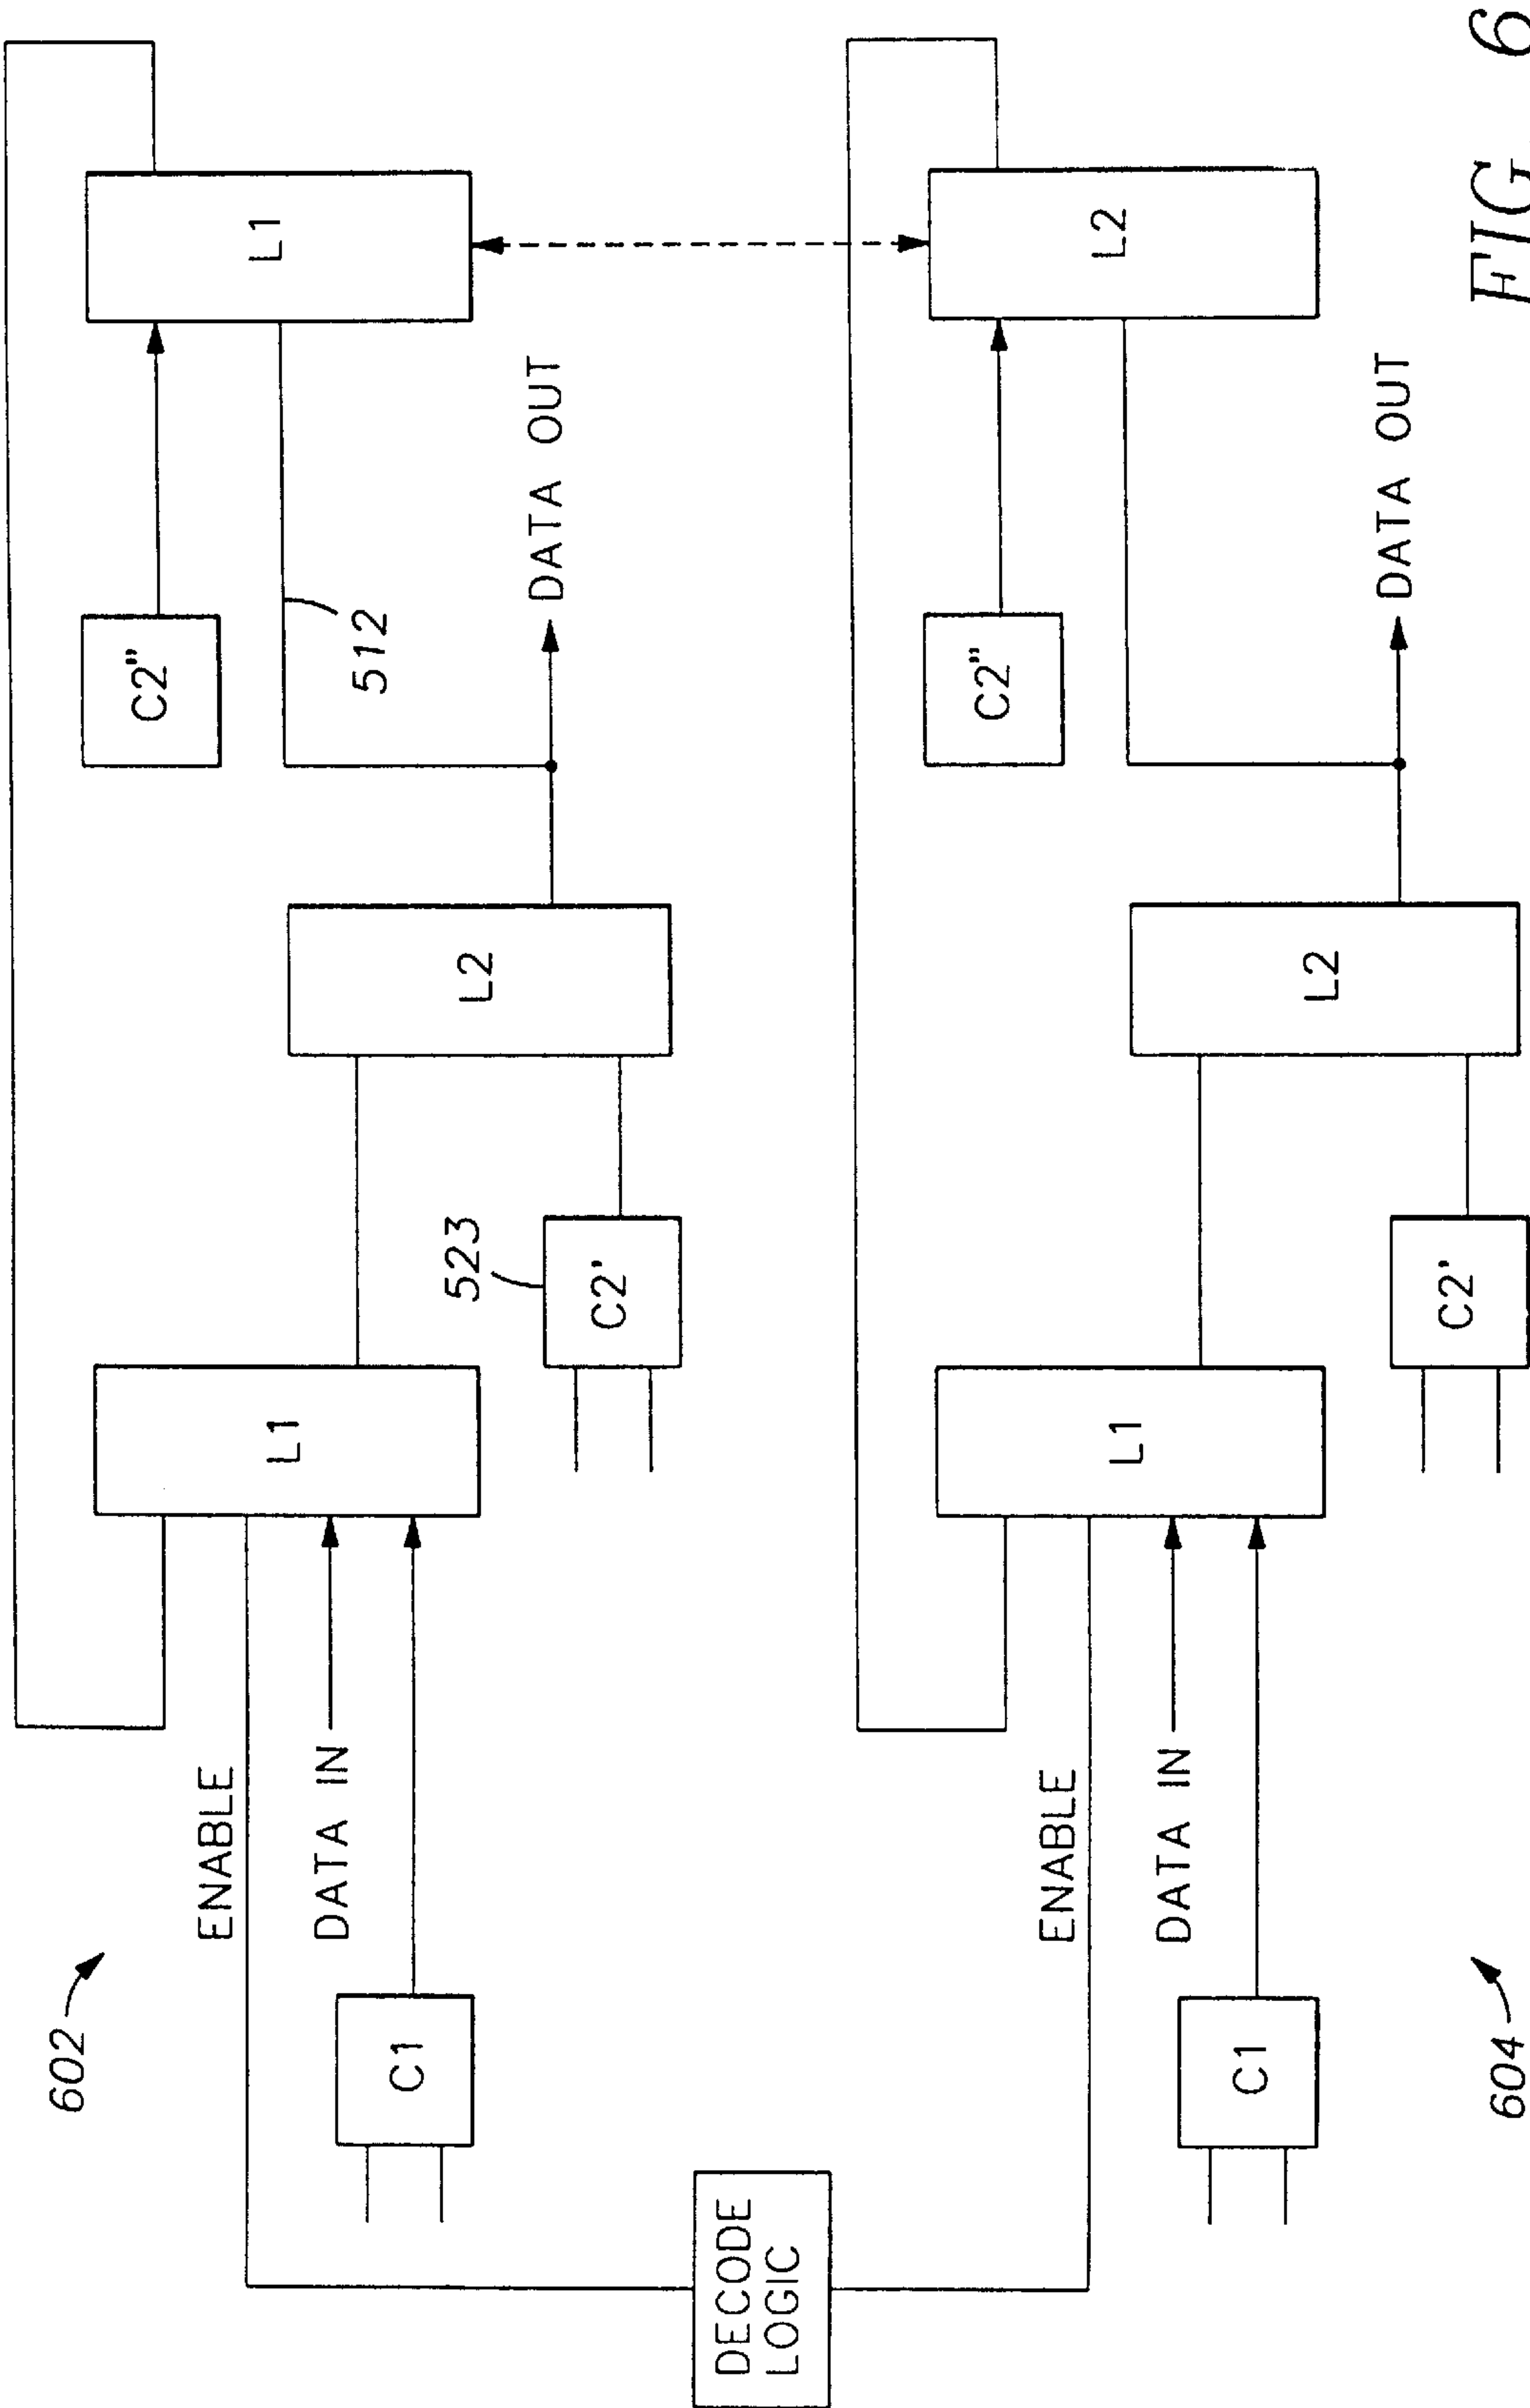 602
ENABLE
DATA IN
C1
L1
523
C2'
L2
C2"
512
DATA OUT
L1
DECODE
LOGIC
604
ENABLE
DATA IN
C1
L1
C2'
L2
C2"
DATA OUT
L2
FIG. 6